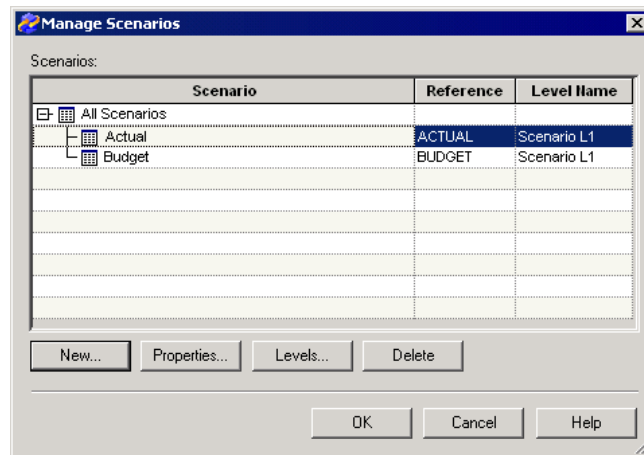 Manage Scenarios
Scenarios:
Scenario Reference Level Name
All Scenarios
Actual ACTUAL Scenario L1
Budget BUDGET Scenario L1
New... Properties... Levels... Delete
OK Cancel Help